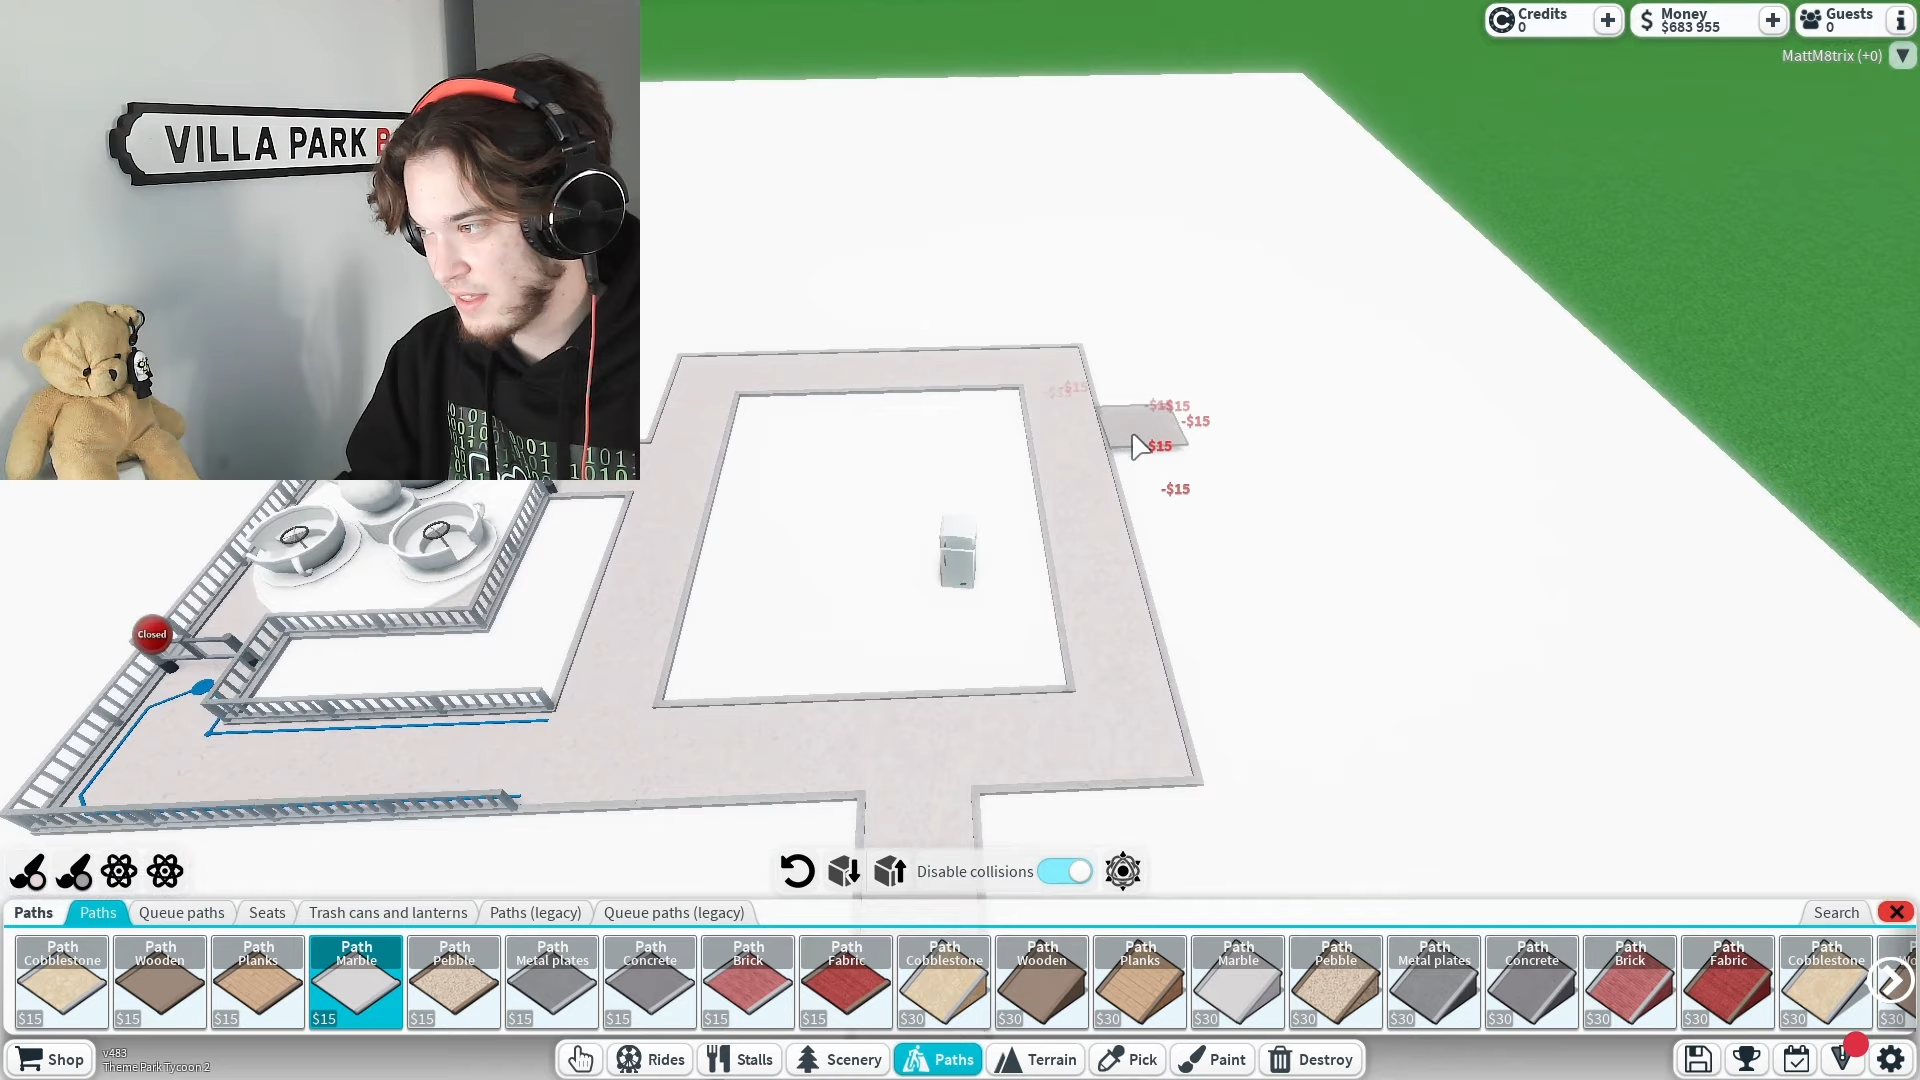 VILLA PARK
Credits
0
Money
$683 955
Guests
0
MattM8trix (+0)
-$15
-$15
$15
-$15
Closed
Disable collisions
Paths
Paths
Queue paths
Seats
Trash cans and lanterns
Paths (legacy)
Queue paths (legacy)
Search
Path Cobblestone $15
Path Wooden $15
Path Planks $15
Path Marble $15
Path Pebble $15
Path Metal plates $15
Path Concrete $15
Path Brick $15
Path Fabric $15
Path Cobblestone $30
Path Wooden $30
Path Planks $30
Path Marble $30
Path Pebble $30
Path Metal plates $30
Path Concrete $30
Path Brick $30
Path Fabric $30
Path Cobblestone $30
$30
Shop
v483
Theme Park Tycoon 2
Rides
Stalls
Scenery
Paths
Terrain
Pick
Paint
Destroy